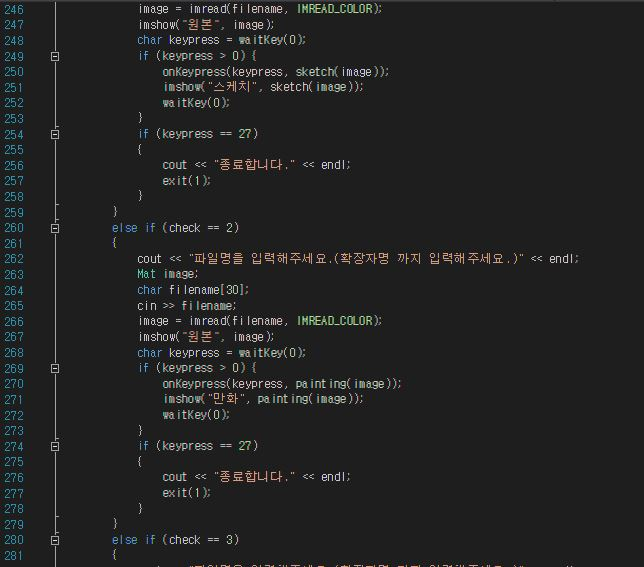 246 image = imread(filename, IMREAD_COLOR);
247 imshow("원본", image);
248 char keypress = waitKey(0);
249 if (keypress > 0) {
250 onKeypress(keypress, sketch(image));
251 imshow("스케치", sketch(image));
252 waitKey(0);
253 }
254 if (keypress == 27)
255 {
256 cout << "종료합니다." << endl;
257 exit(1);
258 }
259 }
260 else if (check == 2)
261 {
262 cout << "파일명을 입력해주세요.(확장자명 까지 입력해주세요.)" << endl;
263 Mat image;
264 char filename[30];
265 cin >> filename;
266 image = imread(filename, IMREAD_COLOR);
267 imshow("원본", image);
268 char keypress = waitKey(0);
269 if (keypress > 0) {
270 onKeypress(keypress, painting(image));
271 imshow("만화", painting(image));
272 waitKey(0);
273 }
274 if (keypress == 27)
275 {
276 cout << "종료합니다." << endl;
277 exit(1);
278 }
279 }
280 else if (check == 3)
281 {